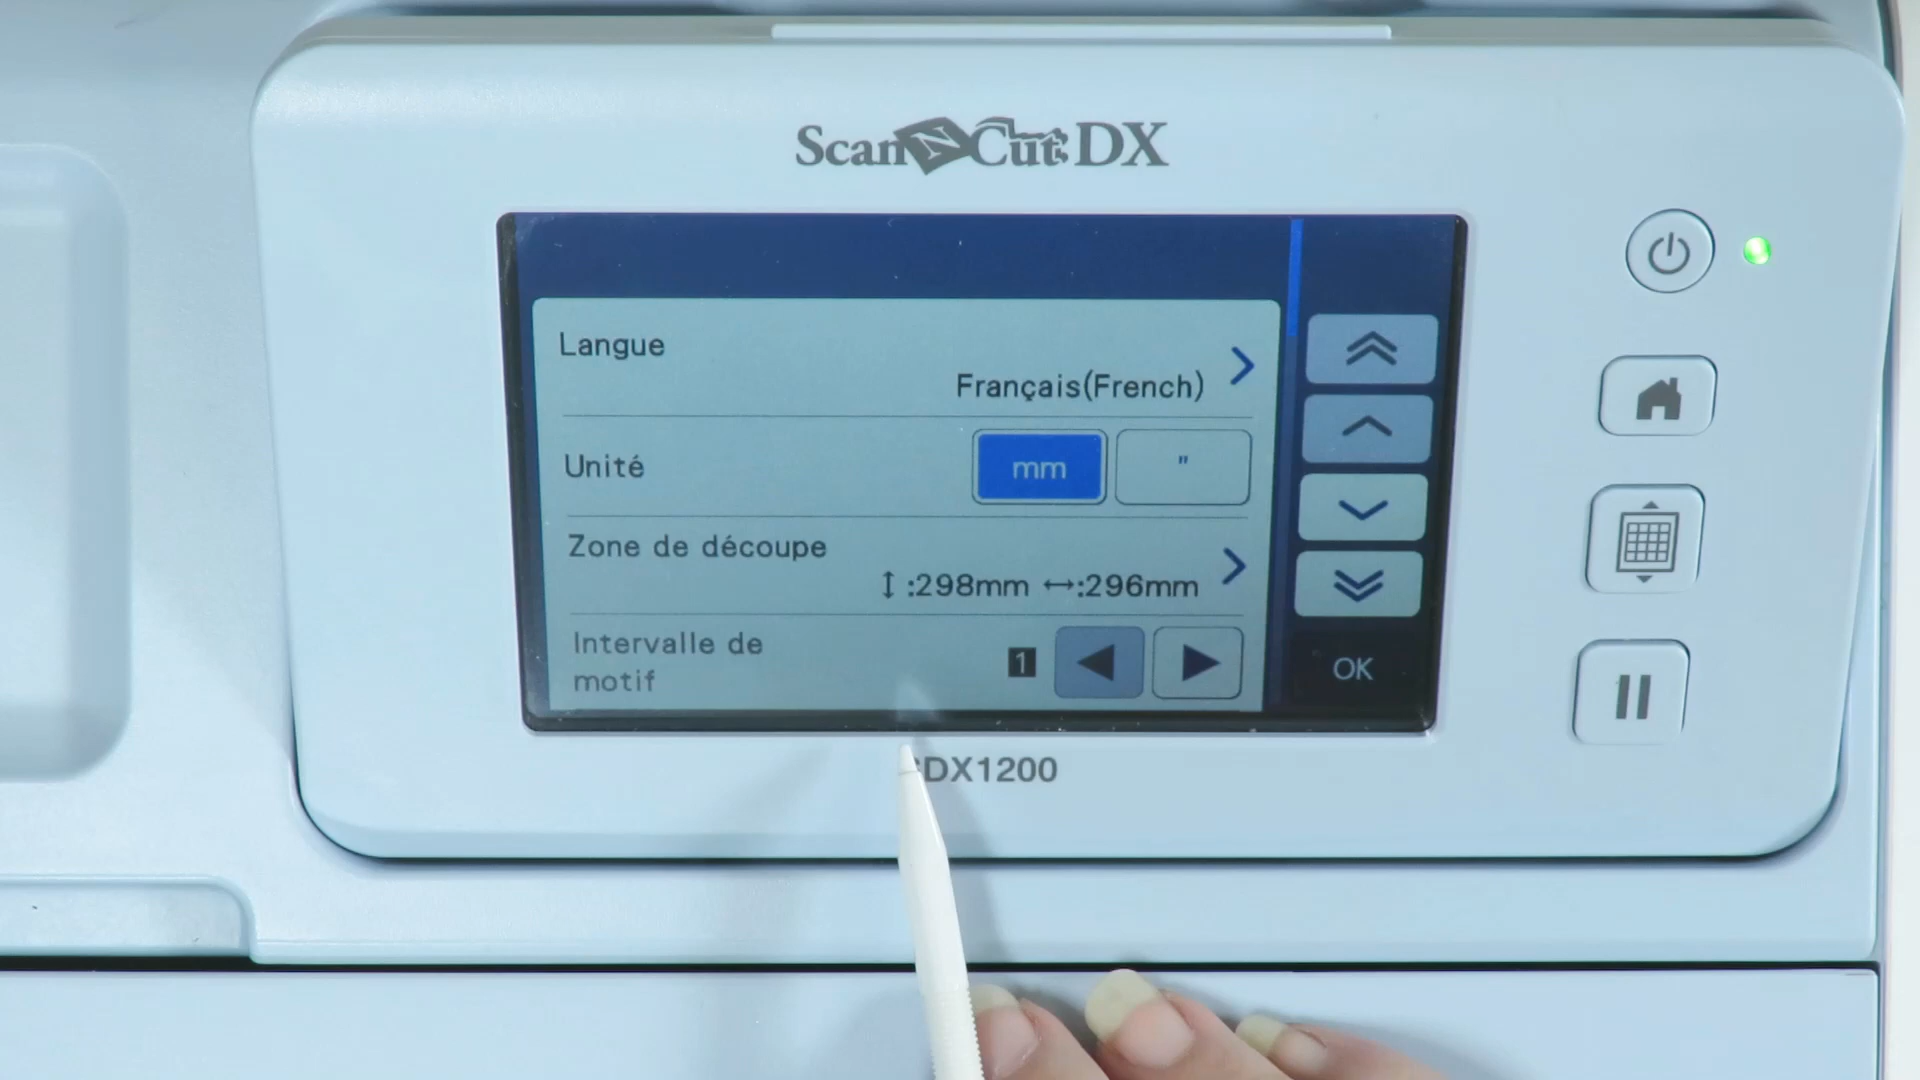 ScanNCut DX
Langue
Français(French)
Unité
mm
"
Zone de découpe
:298mm :296mm
Intervalle de
motif
1
OK
DX1200